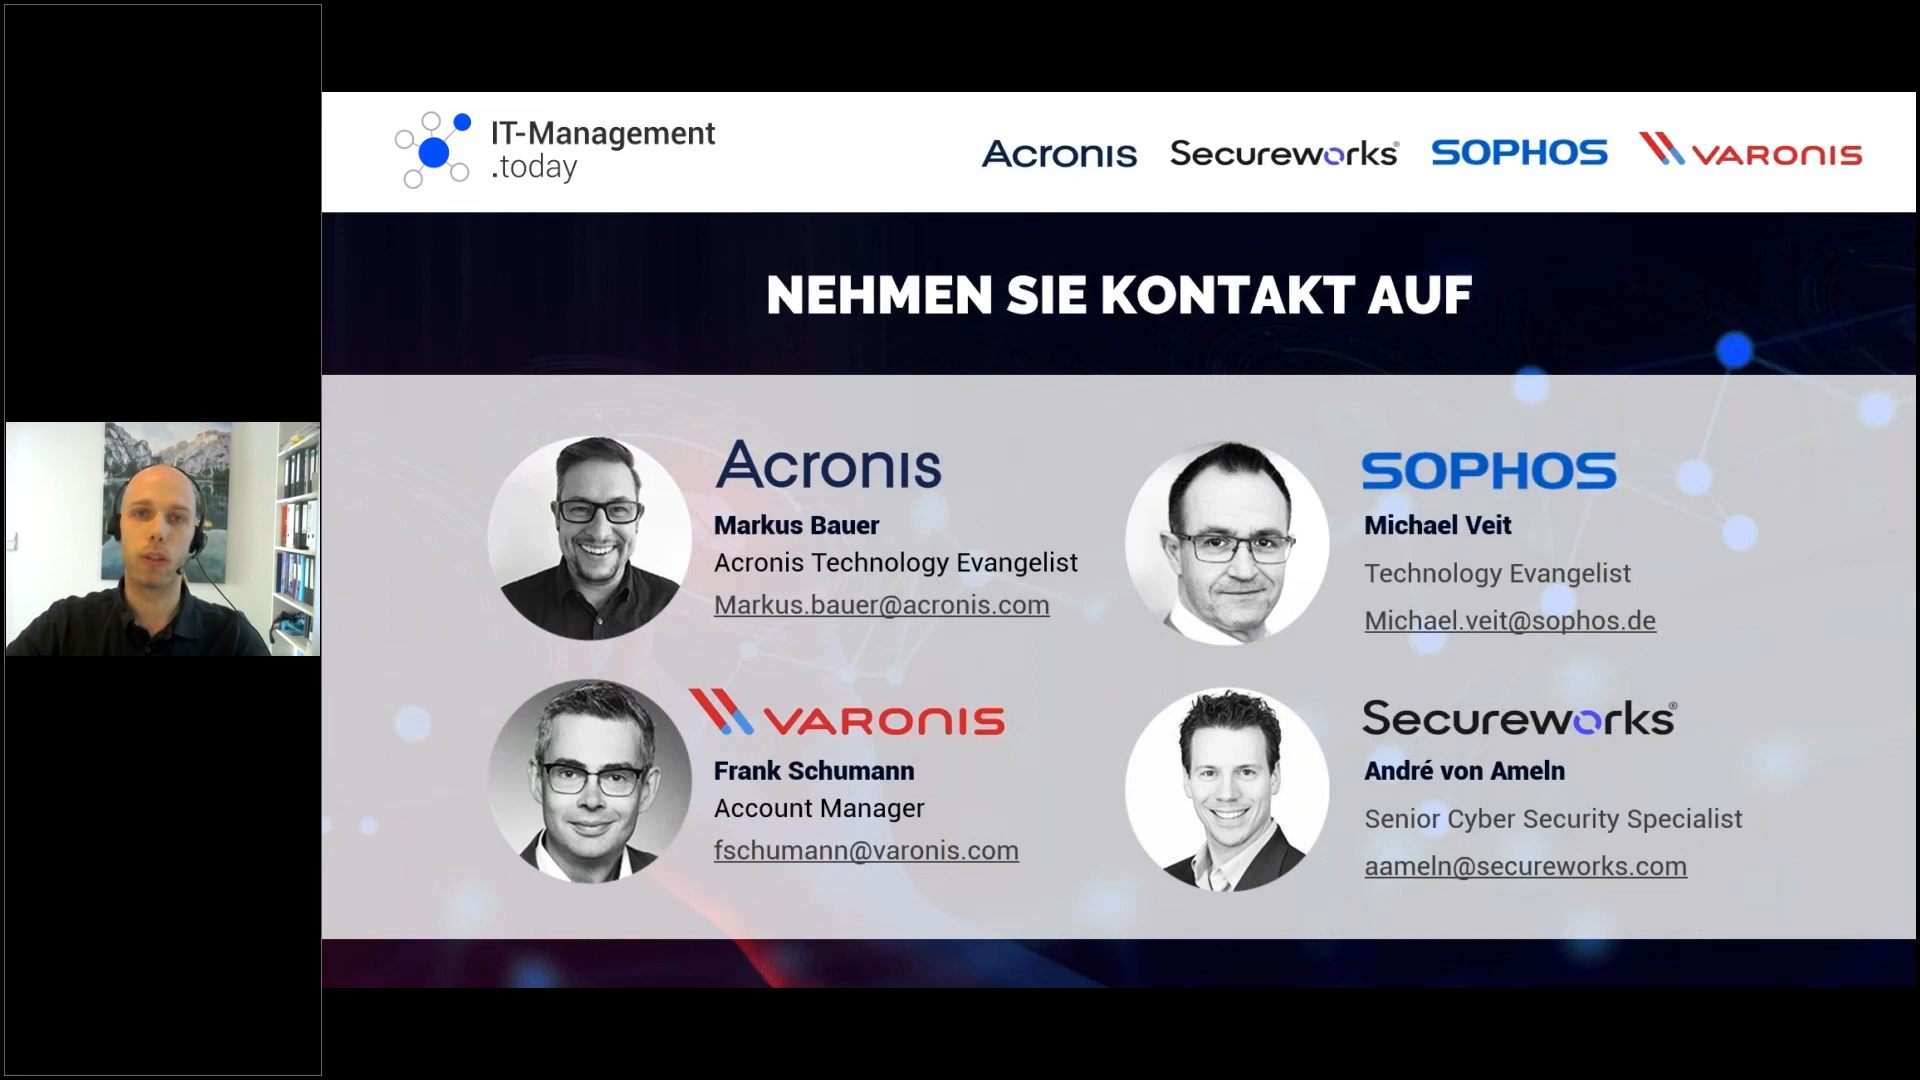 IT-Management
.today
Acronis
Secureworks®
SOPHOS
VARONIS
NEHMEN SIE KONTAKT AUF
Acronis
Markus Bauer
Acronis Technology Evangelist
Markus.bauer@acronis.com
SOPHOS
Michael Veit
Technology Evangelist
Michael.veit@sophos.de
VARONIS
Frank Schumann
Account Manager
fschumann@varonis.com
Secureworks®
André von Ameln
Senior Cyber Security Specialist
aameln@secureworks.com